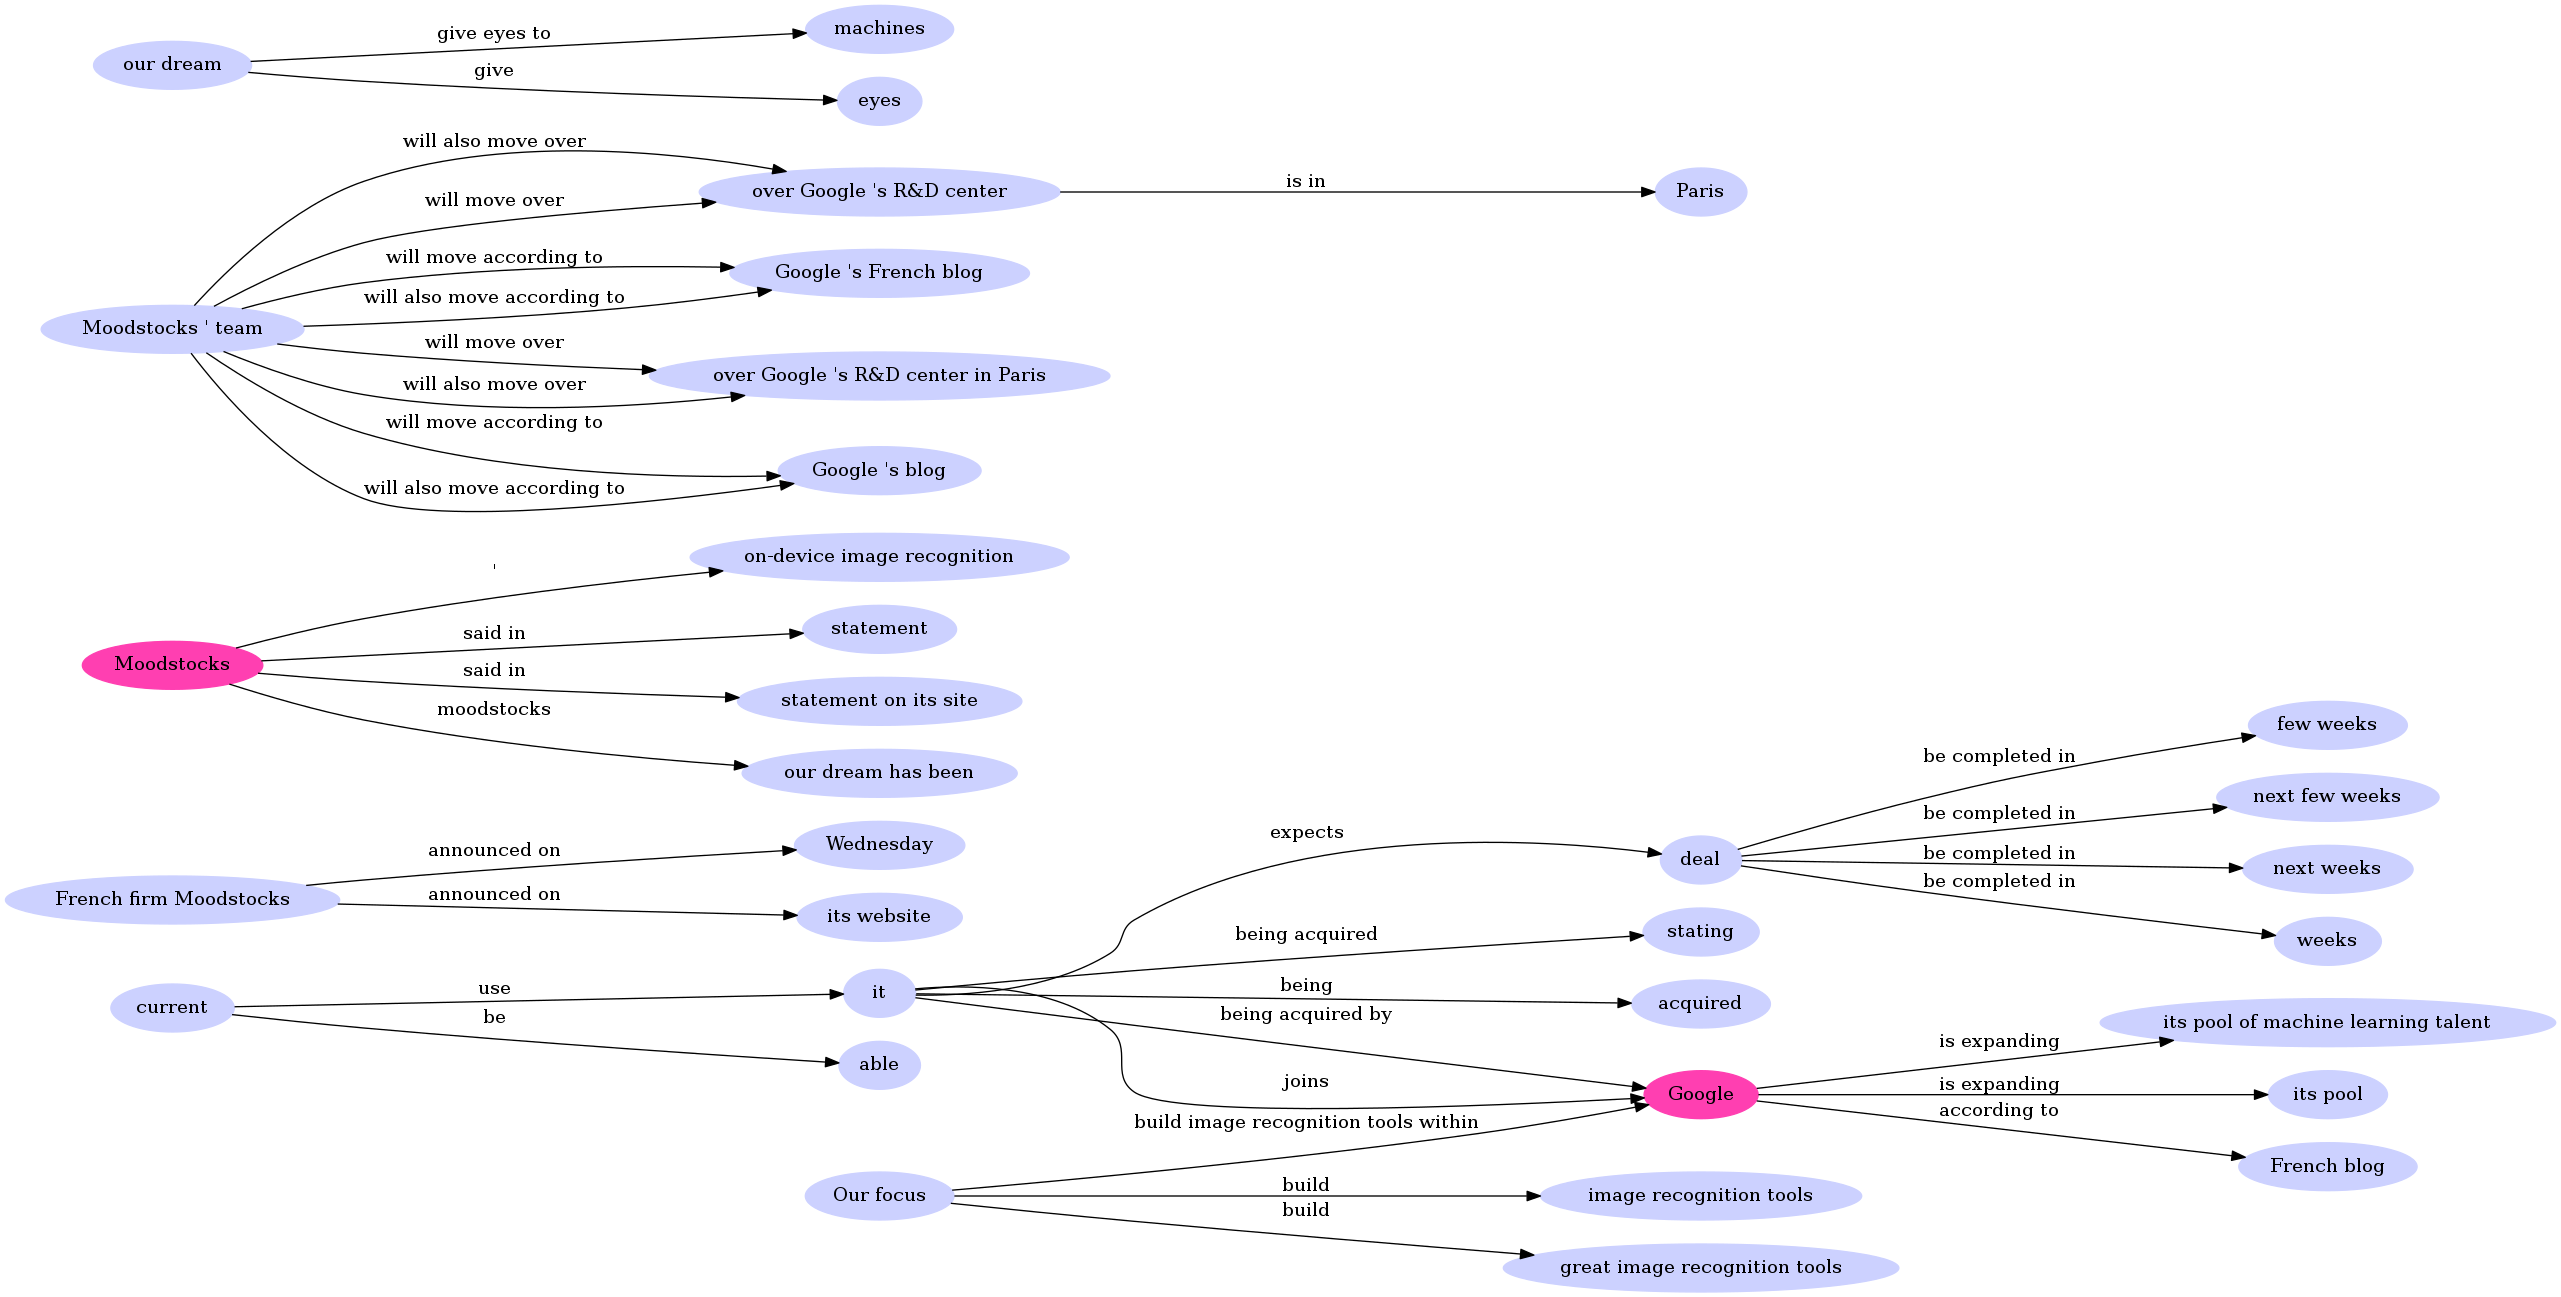 our dream
give eyes to
machines
give
eyes
Moodstocks ' team
will also move over
over Google 's R&D center
is in
Paris
will move over
will move according to
Google 's French blog
will also move according to
will move over
over Google 's R&D center in Paris
will also move over
will move according to
Google 's blog
will also move according to
Moodstocks
'
on-device image recognition
said in
statement
said in
statement on its site
moodstocks
our dream has been
French firm Moodstocks
announced on
Wednesday
announced on
its website
current
use
it
be
able
expects
deal
be completed in
few weeks
be completed in
next few weeks
be completed in
next weeks
be completed in
weeks
being acquired
stating
being
acquired
being acquired by
Google
joins
is expanding
its pool of machine learning talent
is expanding
its pool
according to
French blog
Our focus
build image recognition tools within
build
image recognition tools
build
great image recognition tools